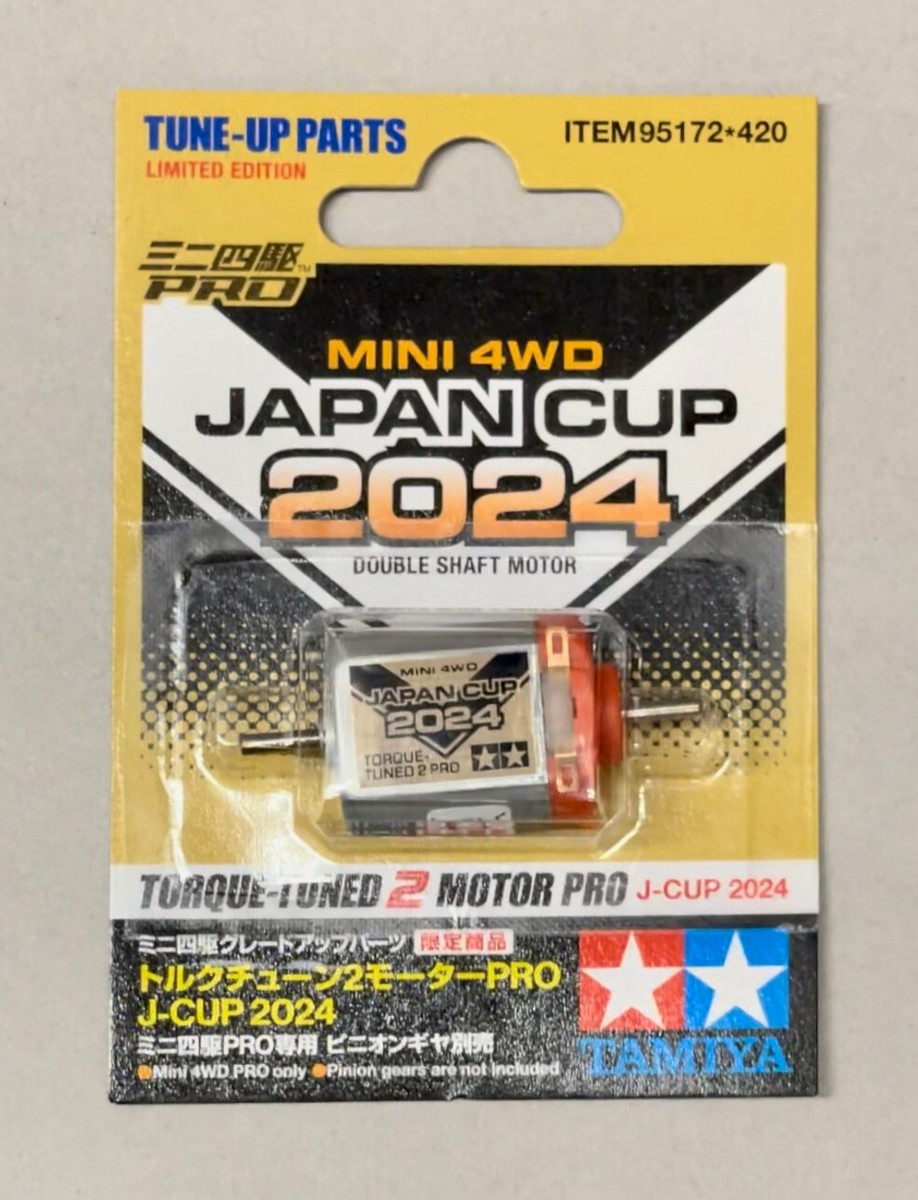 TUNE-UP PARTS
ITEM95172*420
LIMITED EDITION
ミニ四駆™
PRO
MINI 4WD
JAPAN CUP
2024
DOUBLE SHAFT MOTOR
MINI 4WD
JAPAN CUP
2024
TORQUE-
TUNED 2 PRO
TORQUE-TUNED 2 MOTOR PRO J-CUP 2024
ミニ四駆グレードアップパーツ 限定商品
トルクチューン2モーターPRO
J-CUP 2024
ミニ四駆PRO専用 ピニオンギヤ別売
●Mini 4WD PRO only ●Pinion gears are not included
TAMIYA